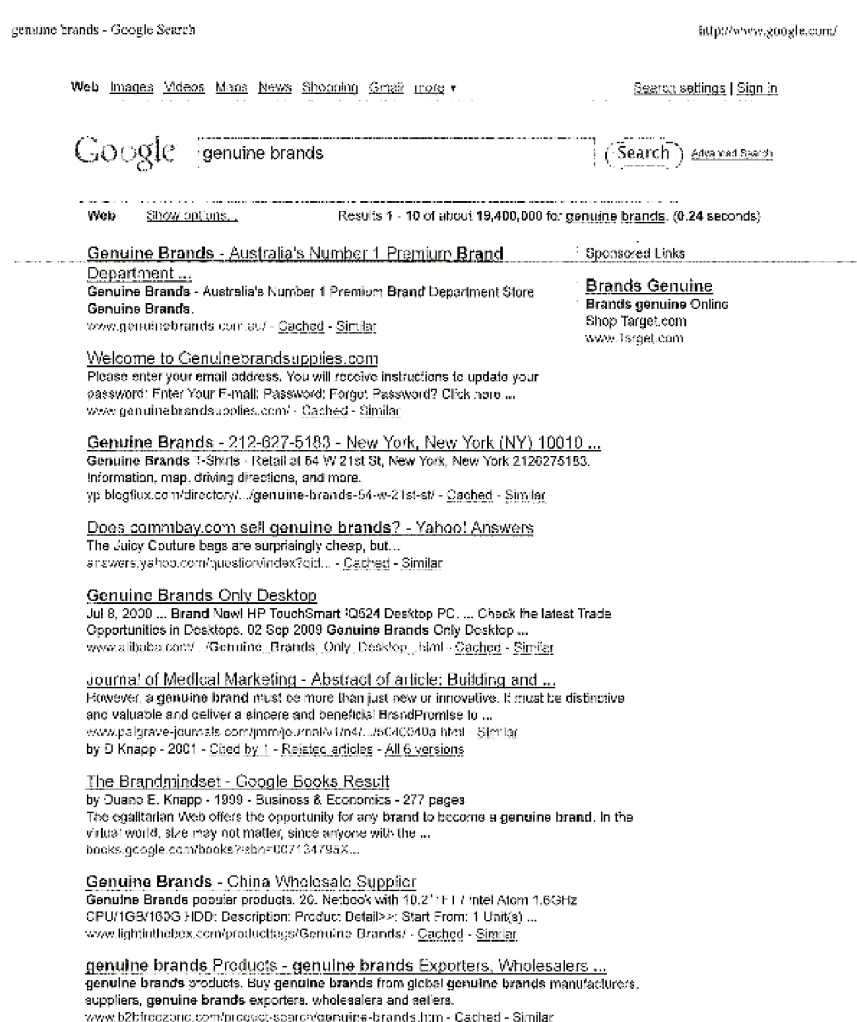 genuine brands - Google Search http://www.google.com/
Web Images Videos Maps News Shopping Gmail more ▾ Search settings | Sign in
Google genuine brands Search Advanced Search
Web Show options... Results 1 - 10 of about 19,400,000 for genuine brands. (0.24 seconds)
Genuine Brands - Australia's Number 1 Premium Brand
Department ...
Genuine Brands - Australia's Number 1 Premium Brand Department Store
Genuine Brands.
www.genuinebrands.com.au/ - Cached - Similar
Sponsored Links
Brands Genuine
Brands genuine Online
Shop Target.com
www.Target.com
Welcome to Genuinebrandsupplies.com
Please enter your email address. You will receive instructions to update your
password: Enter Your E-mail: Password: Forgot Password? Click here ...
www.genuinebrandsupplies.com/ - Cached - Similar
Genuine Brands - 212-627-5183 - New York, New York (NY) 10010 ...
Genuine Brands T-Shirts - Retail at 54 W 21st St, New York, New York 2126275183.
Information, map, driving directions, and more.
yp.blogflux.com/directory/.../genuine-brands-54-w-21st-st/ - Cached - Similar
Does commbay.com sell genuine brands? - Yahoo! Answers
The Juicy Couture bags are surprisingly cheap, but...
answers.yahoo.com/question/index?qid... - Cached - Similar
Genuine Brands Only Desktop
Jul 8, 2009 ... Brand New! HP TouchSmart IQ524 Desktop PC. ... Check the latest Trade
Opportunities in Desktops. 02 Sep 2009 Genuine Brands Only Desktop ...
www.alibaba.com/.../Genuine_Brands_Only_Desktop_.html - Cached - Similar
Journal of Medical Marketing - Abstract of article: Building and ...
However, a genuine brand must be more than just new or innovative. It must be distinctive
and valuable and deliver a sincere and beneficial BrandPromise to ...
www.palgrave-journals.com/jmm/journal/v1/n4/.../5040040a.html - Similar
by D Knapp - 2001 - Cited by 1 - Related articles - All 6 versions
The Brandmindset - Google Books Result
by Duane E. Knapp - 1999 - Business & Economics - 277 pages
The egalitarian Web offers the opportunity for any brand to become a genuine brand. In the
virtual world, size may not matter, since anyone with the ...
books.google.com/books?isbn=007134795X...
Genuine Brands - China Wholesale Supplier
Genuine Brands popular products. 20. Netbook with 10.2" TFT / Intel Atom 1.6GHz
CPU/1GB/160G HDD: Description: Product Detail>>: Start From: 1 Unit(s) ...
www.lightinthebox.com/producttags/Genuine-Brands/ - Cached - Similar
genuine brands Products - genuine brands Exporters, Wholesalers ...
genuine brands products. Buy genuine brands from global genuine brands manufacturers,
suppliers, genuine brands exporters, wholesalers and sellers.
www.b2bfreezone.com/product-search/genuine-brands.htm - Cached - Similar